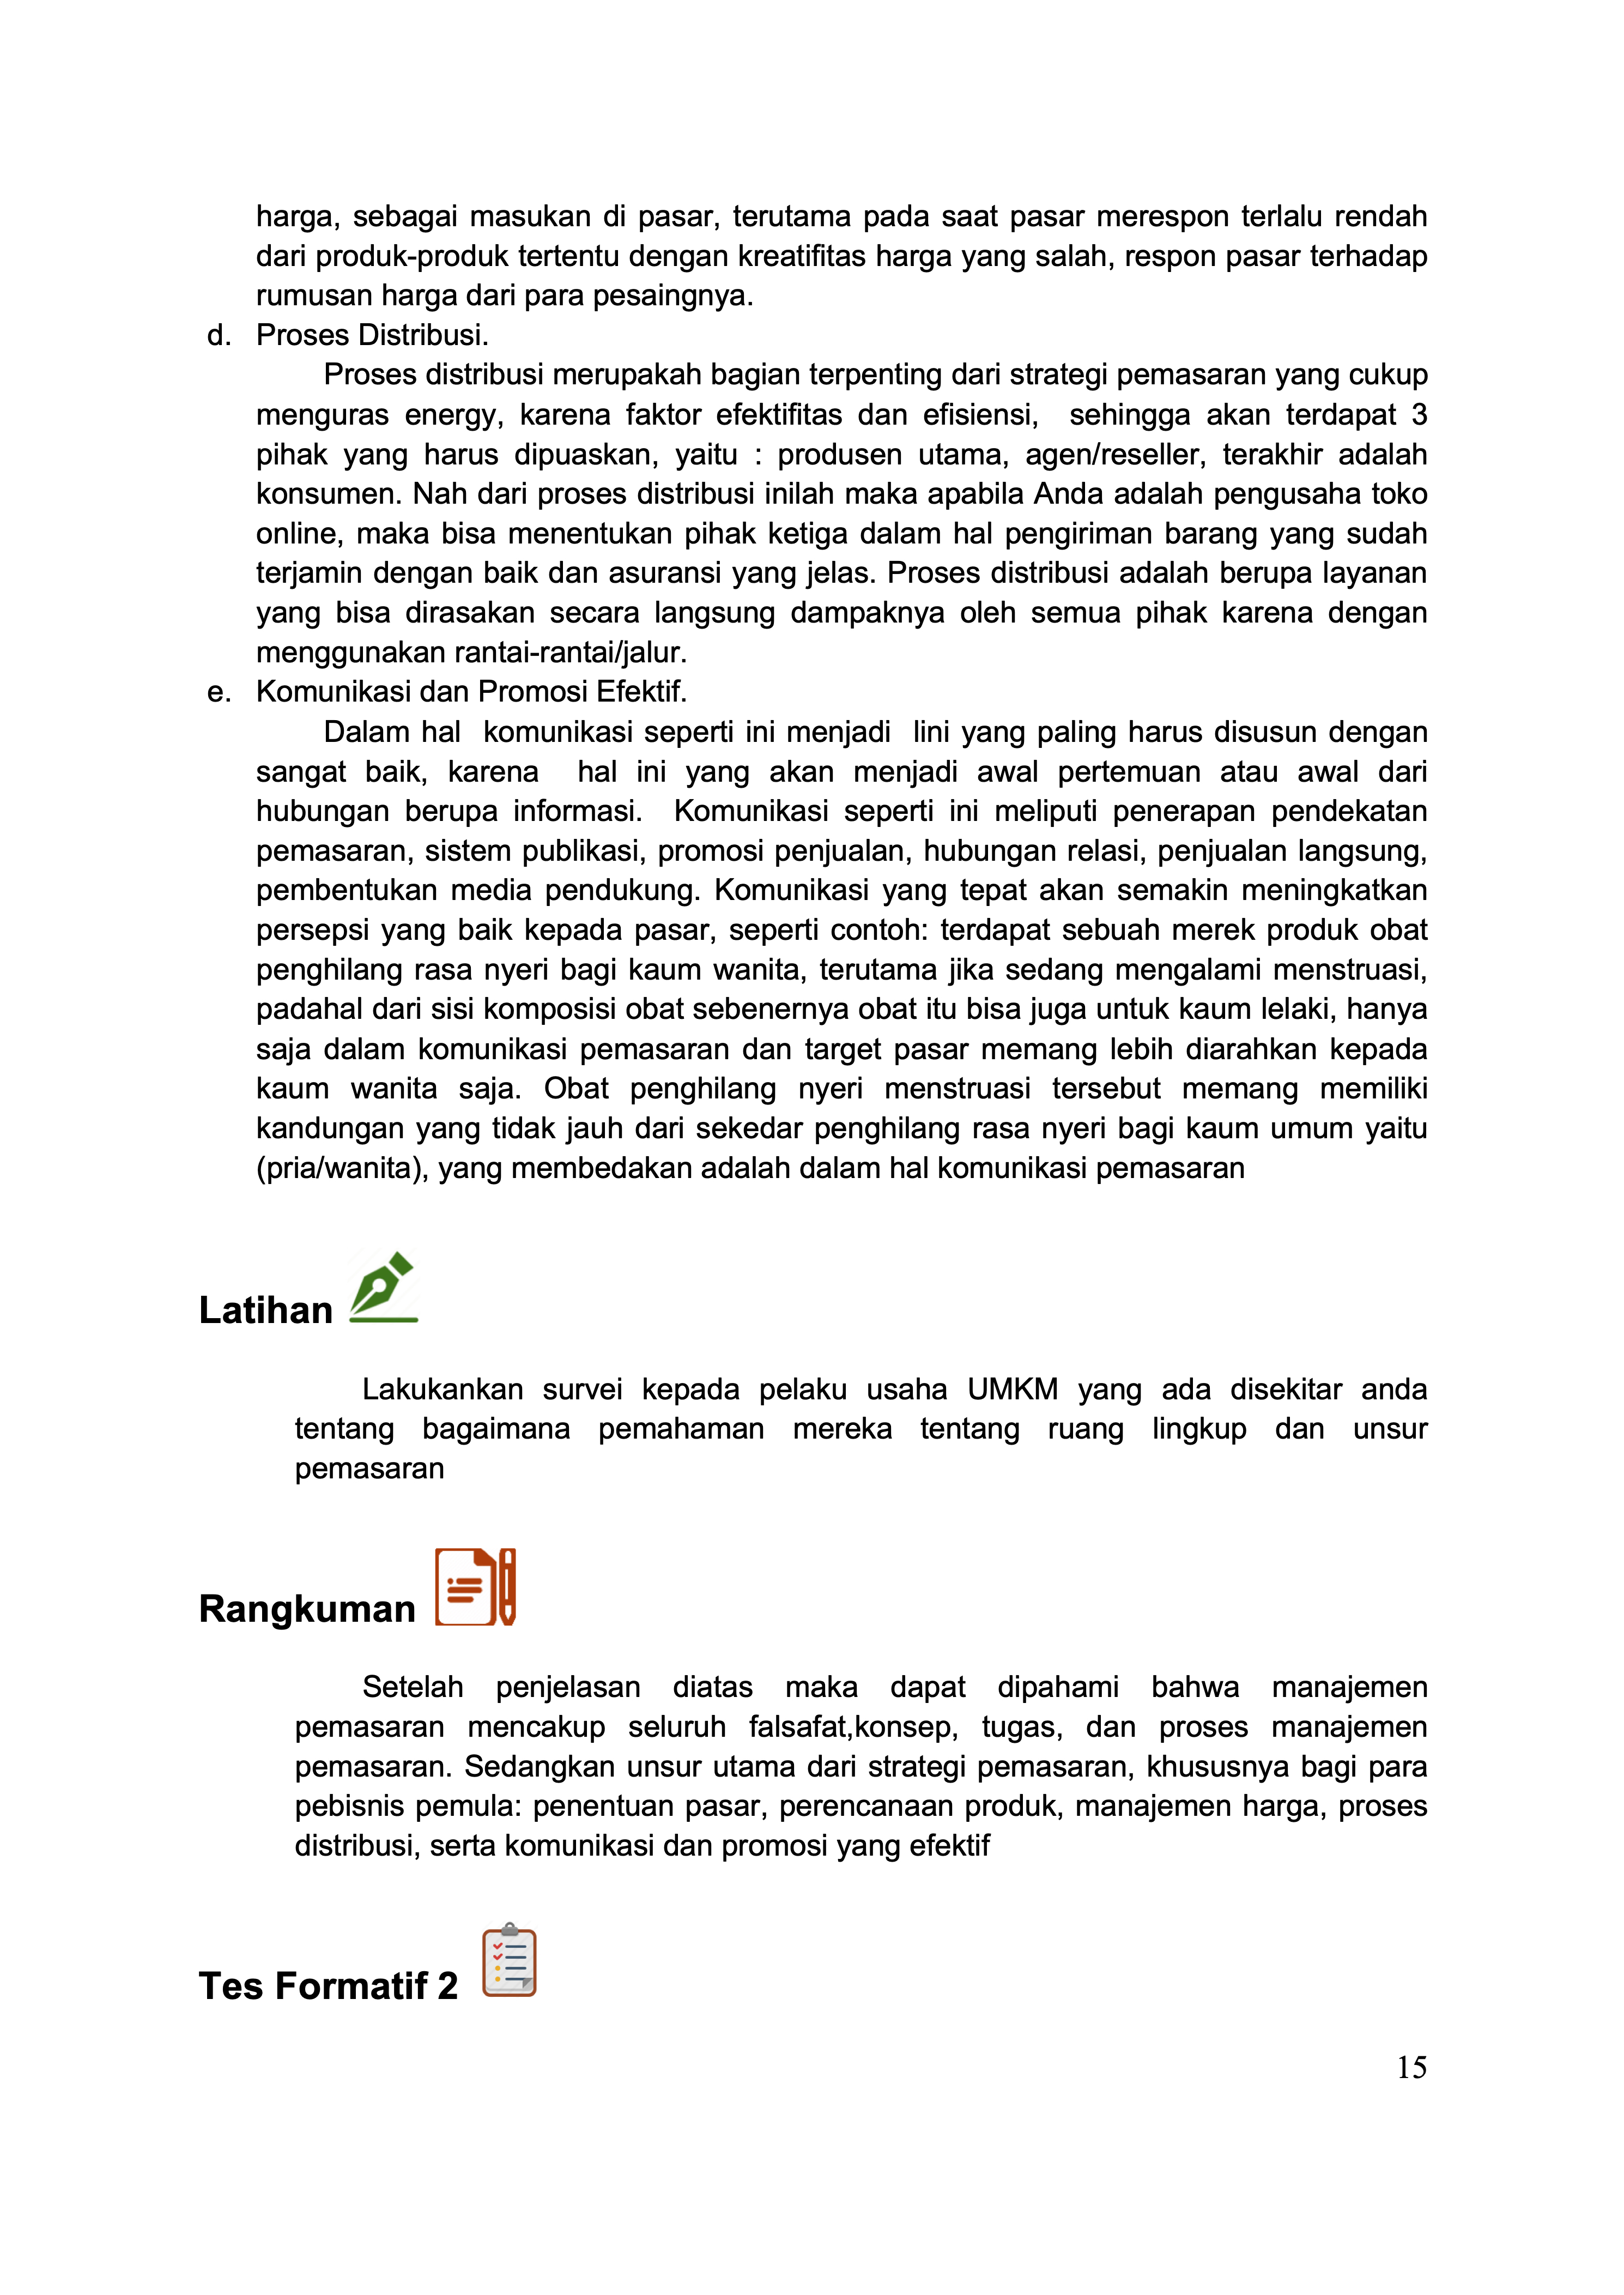 harga, sebagai masukan di pasar, terutama pada saat pasar merespon terlalu rendah
dari produk-produk tertentu dengan kreatifitas harga yang salah, respon pasar terhadap
rumusan harga dari para pesaingnya.
d. Proses Distribusi.
Proses distribusi merupakah bagian terpenting dari strategi pemasaran yang cukup
menguras energy, karena faktor efektifitas dan efisiensi, sehingga akan terdapat 3
pihak yang harus dipuaskan, yaitu : produsen utama, agen/reseller, terakhir adalah
konsumen. Nah dari proses distribusi inilah maka apabila Anda adalah pengusaha toko
online, maka bisa menentukan pihak ketiga dalam hal pengiriman barang yang sudah
terjamin dengan baik dan asuransi yang jelas. Proses distribusi adalah berupa layanan
yang bisa dirasakan secara langsung dampaknya oleh semua pihak karena dengan
menggunakan rantai-rantai/jalur.
e. Komunikasi dan Promosi Efektif.
Dalam hal komunikasi seperti ini menjadi lini yang paling harus disusun dengan
sangat baik, karena hal ini yang akan menjadi awal pertemuan atau awal dari
hubungan berupa informasi. Komunikasi seperti ini meliputi penerapan pendekatan
pemasaran, sistem publikasi, promosi penjualan, hubungan relasi, penjualan langsung,
pembentukan media pendukung. Komunikasi yang tepat akan semakin meningkatkan
persepsi yang baik kepada pasar, seperti contoh: terdapat sebuah merek produk obat
penghilang rasa nyeri bagi kaum wanita, terutama jika sedang mengalami menstruasi,
padahal dari sisi komposisi obat sebenernya obat itu bisa juga untuk kaum lelaki, hanya
saja dalam komunikasi pemasaran dan target pasar memang lebih diarahkan kepada
kaum wanita saja. Obat penghilang nyeri menstruasi tersebut memang memiliki
kandungan yang tidak jauh dari sekedar penghilang rasa nyeri bagi kaum umum yaitu
(pria/wanita), yang membedakan adalah dalam hal komunikasi pemasaran
Latihan
Lakukankan survei kepada pelaku usaha UMKM yang ada disekitar anda
tentang bagaimana pemahaman mereka tentang ruang lingkup dan unsur
pemasaran
Rangkuman
Setelah penjelasan diatas maka dapat dipahami bahwa manajemen
pemasaran mencakup seluruh falsafat,konsep, tugas, dan proses manajemen
pemasaran. Sedangkan unsur utama dari strategi pemasaran, khususnya bagi para
pebisnis pemula: penentuan pasar, perencanaan produk, manajemen harga, proses
distribusi, serta komunikasi dan promosi yang efektif
Tes Formatif 2
15